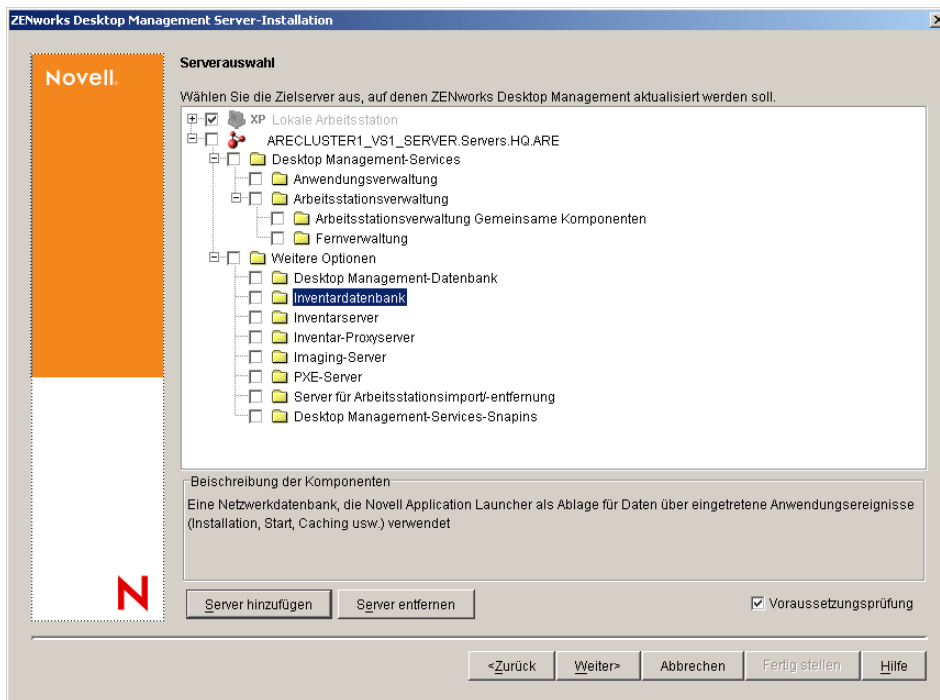 ZENworks Desktop Management Server-Installation
Novell.
Serverauswahl
Wählen Sie die Zielserver aus, auf denen ZENworks Desktop Management aktualisiert werden soll.
XP Lokale Arbeitsstation
ARECLUSTER1_VS1_SERVER.Servers.HQ.ARE
Desktop Management-Services
Anwendungsverwaltung
Arbeitsstationsverwaltung
Arbeitsstationsverwaltung Gemeinsame Komponenten
Fernverwaltung
Weitere Optionen
Desktop Management-Datenbank
Inventardatenbank
Inventarserver
Inventar-Proxyserver
Imaging-Server
PXE-Server
Server für Arbeitsstationsimport/-entfernung
Desktop Management-Services-Snapins
Beischreibung der Komponenten
Eine Netzwerkdatenbank, die Novell Application Launcher als Ablage für Daten über eingetretene Anwendungsereignisse
(Installation, Start, Caching usw.) verwendet
N
Server hinzufügen Server entfernen Voraussetzungsprüfung
<Zurück Weiter> Abbrechen Fertig stellen Hilfe